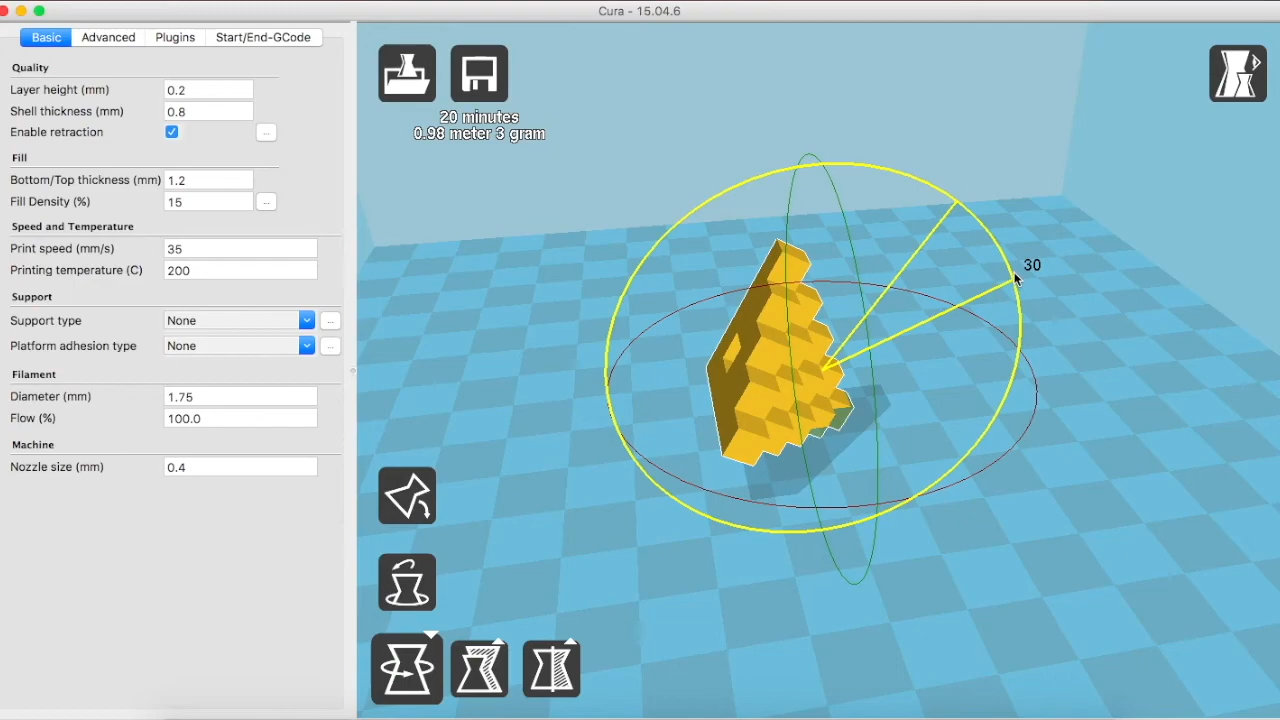 Cura - 15.04.6
Basic Advanced Plugins Start/End-GCode
Quality
Layer height (mm) 0.2
Shell thickness (mm) 0.8
Enable retraction ...
Fill
Bottom/Top thickness (mm) 1.2
Fill Density (%) 15 ...
Speed and Temperature
Print speed (mm/s) 35
Printing temperature (C) 200
Support
Support type None ...
Platform adhesion type None ...
Filament
Diameter (mm) 1.75
Flow (%) 100.0
Machine
Nozzle size (mm) 0.4
20 minutes
0.98 meter 3 gram
30